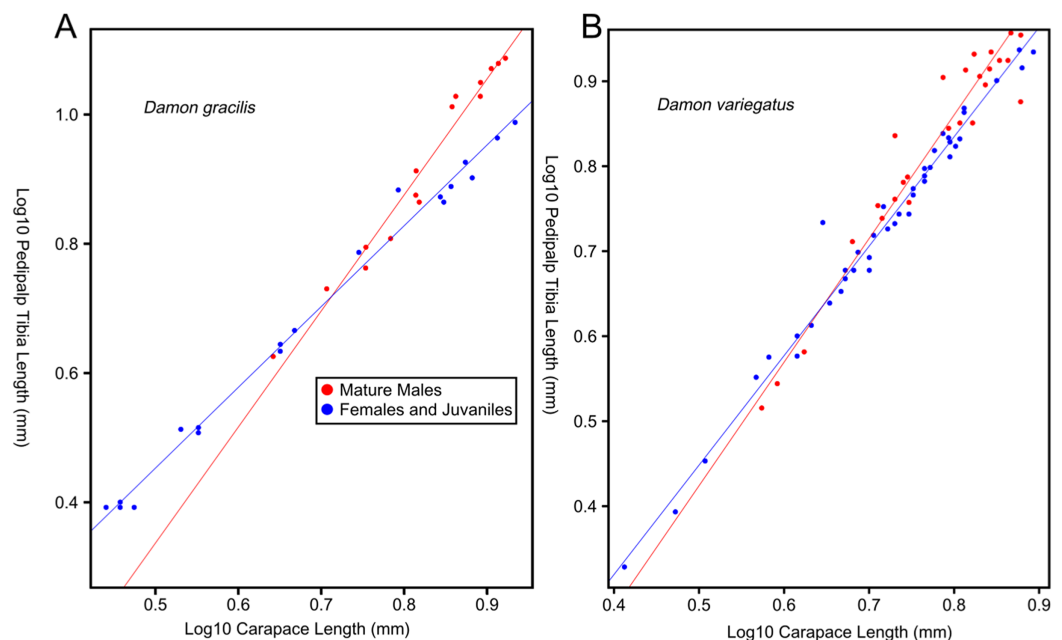 A
Damon gracilis
Log10 Pedipalp Tibia Length (mm)
1.0
0.8
0.6
0.4
Mature Males
Females and Juvaniles
0.5 0.6 0.7 0.8 0.9
Log10 Carapace Length (mm)
B
Damon variegatus
Log10 Pedipalp Tibia Length (mm)
0.9
0.8
0.7
0.6
0.5
0.4
0.4 0.5 0.6 0.7 0.8 0.9
Log10 Carapace Length (mm)